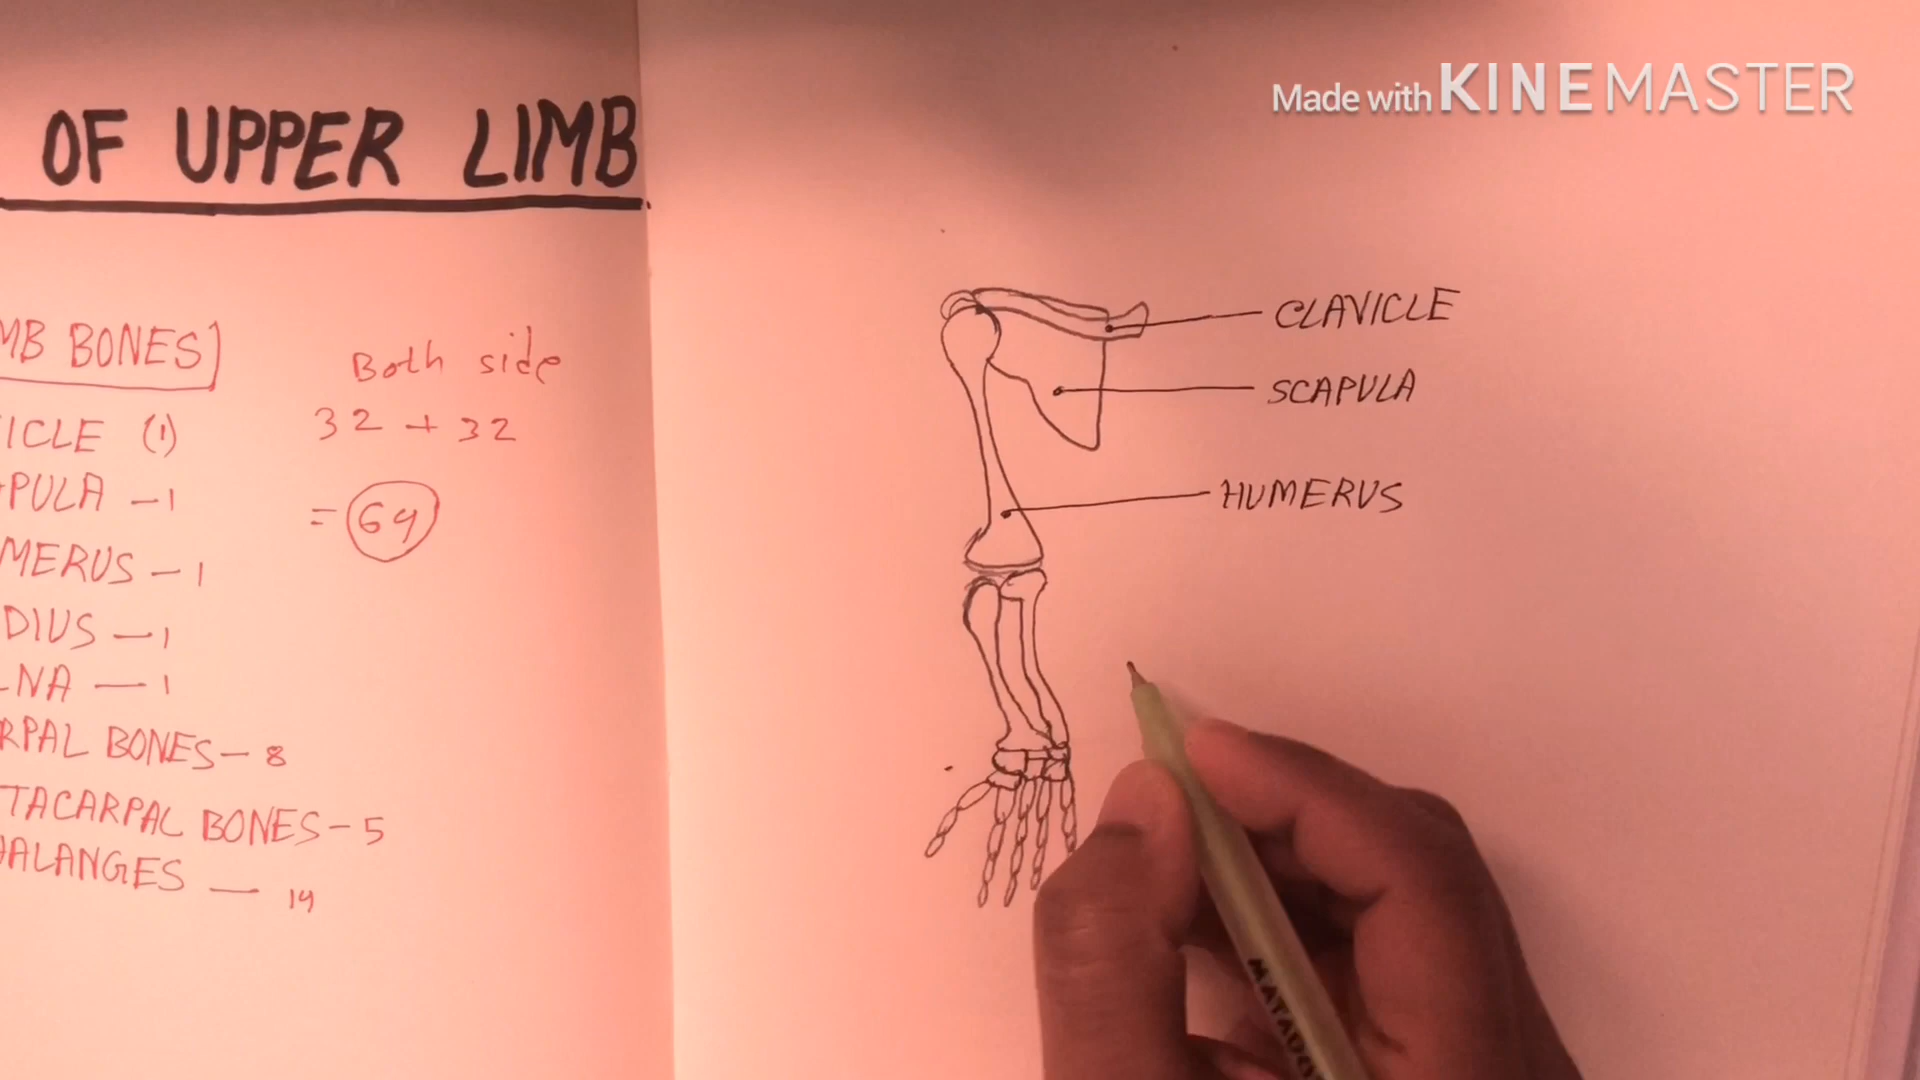 Made with KINEMASTER
OF UPPER LIMB
MB BONES
Both side
ICLE (1)
32 + 32
PULA - 1
= 64
MERUS - 1
DIUS - 1
LNA - 1
RPAL BONES - 8
TACARPAL BONES - 5
ALANGES - 14
CLAVICLE
SCAPULA
HUMERUS